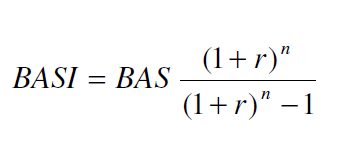 BASI = BAS (1+r)^n / ((1+r)^n − 1)